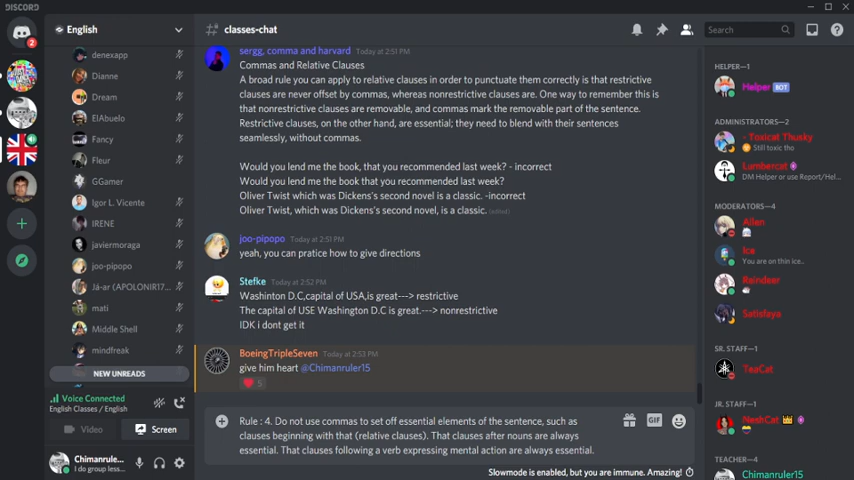 DISCORD
English
classes-chat
Search
2
denexapp
Dianne
Dream
ElAbuelo
Fancy
Fleur
GGamer
Igor L. Vicente
IRENE
javiermoraga
joo-pipopo
Já-ar (APOLONIR17...
mati
Middle Shell
mindfreak
NEW UNREADS
Voice Connected
English Classes / English
Video
Screen
Chimanrule...
I do group less...
sergg, comma and harvard Today at 2:51 PM
Commas and Relative Clauses
A broad rule you can apply to relative clauses in order to punctuate them correctly is that restrictive
clauses are never offset by commas, whereas nonrestrictive clauses are. One way to remember this is
that nonrestrictive clauses are removable, and commas mark the removable part of the sentence.
Restrictive clauses, on the other hand, are essential; they need to blend with their sentences
seamlessly, without commas.
Would you lend me the book, that you recommended last week? - incorrect
Would you lend me the book that you recommended last week?
Oliver Twist which was Dickens's second novel is a classic. -incorrect
Oliver Twist, which was Dickens's second novel, is a classic. (edited)
joo-pipopo Today at 2:51 PM
yeah, you can pratice how to give directions
Stefke Today at 2:52 PM
Washinton D.C,capital of USA,is great---> restrictive
The capital of USE Washington D.C is great.---> nonrestrictive
IDK i dont get it
BoeingTripleSeven Today at 2:53 PM
give him heart @Chimanruler15
5
Rule : 4. Do not use commas to set off essential elements of the sentence, such as
clauses beginning with that (relative clauses). That clauses after nouns are always
essential. That clauses following a verb expressing mental action are always essential.
GIF
Slowmode is enabled, but you are immune. Amazing!
HELPER—1
Helper BOT
ADMINISTRATORS—2
- Toxicat Thusky
Still toxic tho
Lumbercat
DM Helper or use Report/Hel...
MODERATORS—4
Allen
Ice
You are on thin ice..
Raindeer
Satisfaya
SR. STAFF—1
TeaCat
JR. STAFF—1
NeshCat
TEACHER—4
Chimanruler15